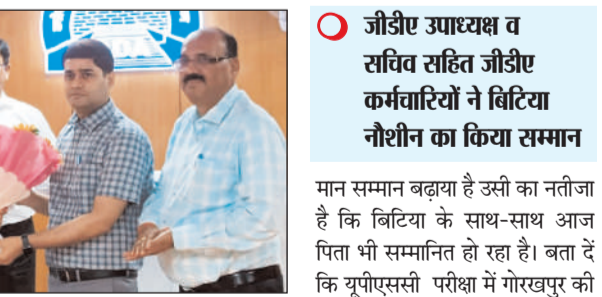 जीडीए उपाध्यक्ष व
सचिव सहित जीडीए
कर्मचारियों ने बिटिया
नौशीन का किया सम्मान
मान सम्मान बढ़ाया है उसी का नतीजा
है कि बिटिया के साथ-साथ आज
पिता भी सम्मानित हो रहा है। बता दें
कि यूपीएससी परीक्षा में गोरखपुर की